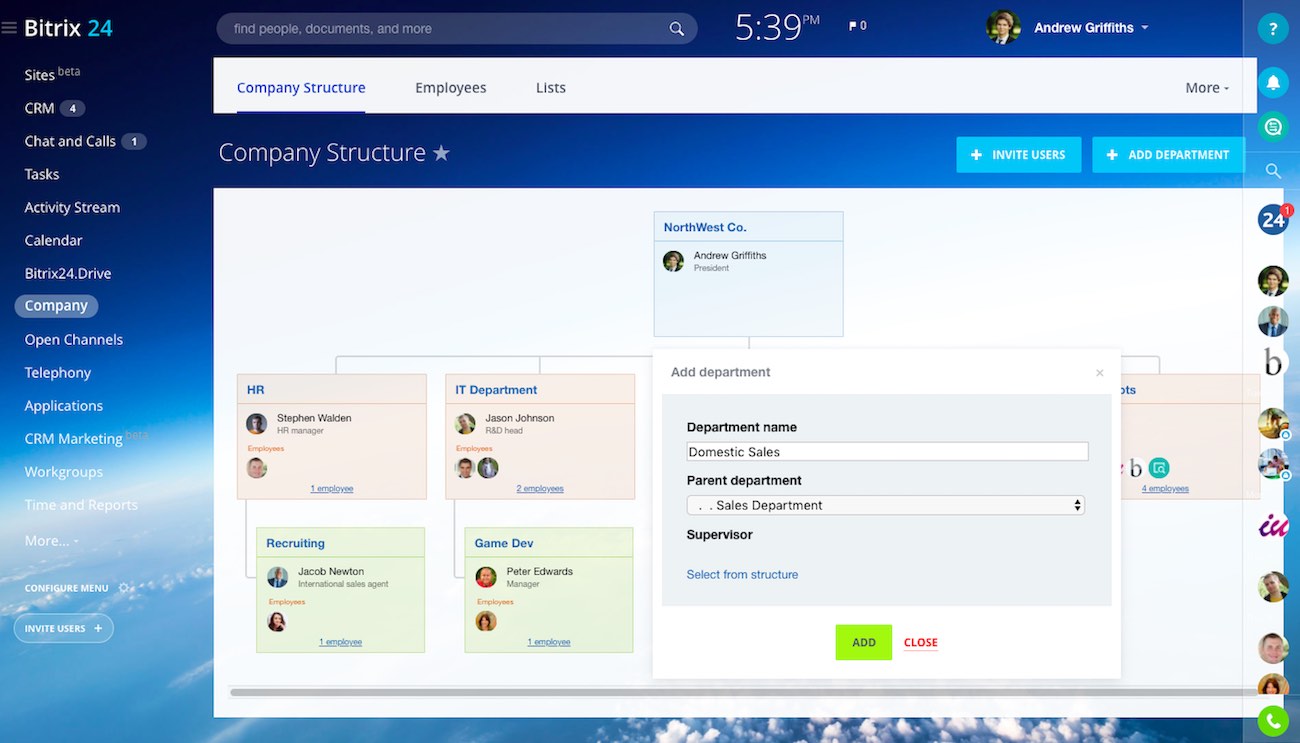 Bitrix 24
find people, documents, and more
5:39 PM
0
Andrew Griffiths
?
Sites beta
CRM 4
Chat and Calls 1
Tasks
Activity Stream
Calendar
Bitrix24.Drive
Company
Open Channels
Telephony
Applications
CRM Marketing beta
Workgroups
Time and Reports
More...
CONFIGURE MENU
INVITE USERS +
Company Structure
Employees
Lists
More
Company Structure
+ INVITE USERS
+ ADD DEPARTMENT
NorthWest Co.
Andrew Griffiths
President
HR
Stephen Walden
HR manager
Employees
1 employee
IT Department
Jason Johnson
R&D head
Employees
2 employees
Recruiting
Jacob Newton
International sales agent
Employees
1 employee
Game Dev
Peter Edwards
Manager
Employees
1 employee
Add department
×
Department name
Domestic Sales
Parent department
. . Sales Department
Supervisor
Select from structure
ADD
CLOSE
ots
b
4 employees
24
1
b
iu